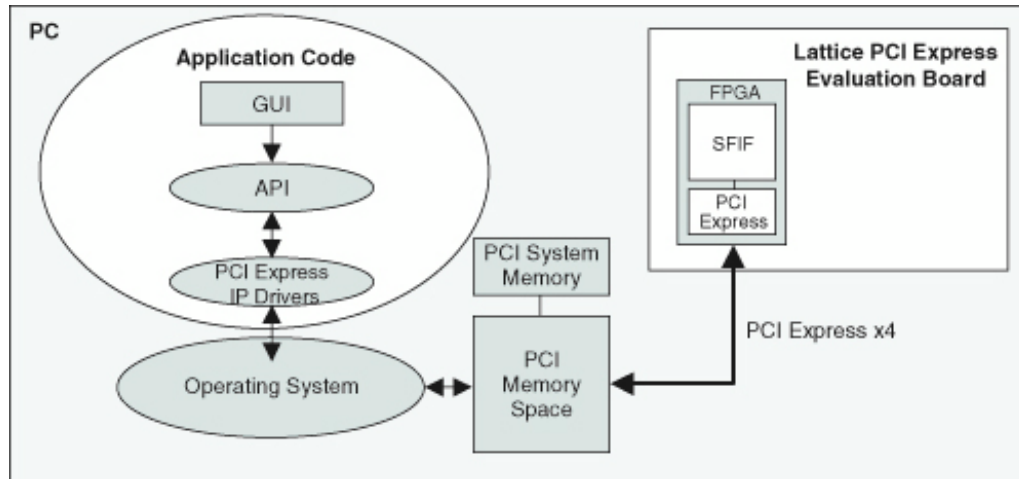 PC
Application Code
GUI
API
PCI Express
IP Drivers
Operating System
PCI System
Memory
PCI
Memory
Space
Lattice PCI Express
Evaluation Board
FPGA
SFIF
PCI
Express
PCI Express x4